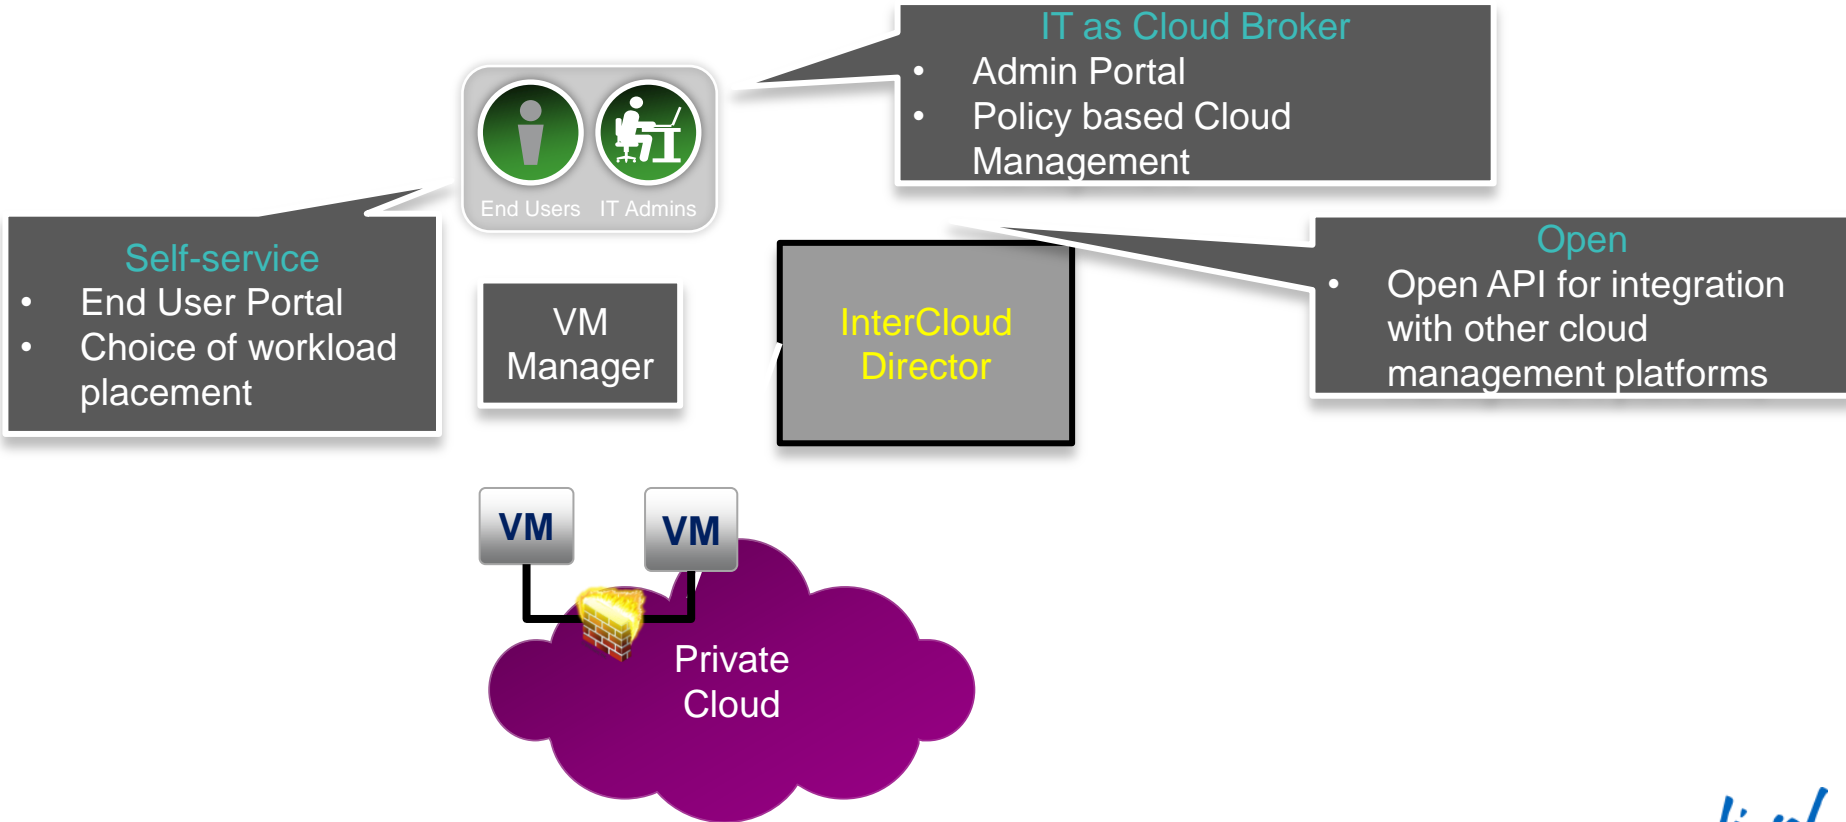 IT as Cloud Broker
• Admin Portal
• Policy based Cloud
Management
End Users IT Admins
Self-service
• End User Portal
• Choice of workload
placement
VM
Manager
InterCloud
Director
Open
• Open API for integration
with other cloud
management platforms
VM
VM
Private
Cloud